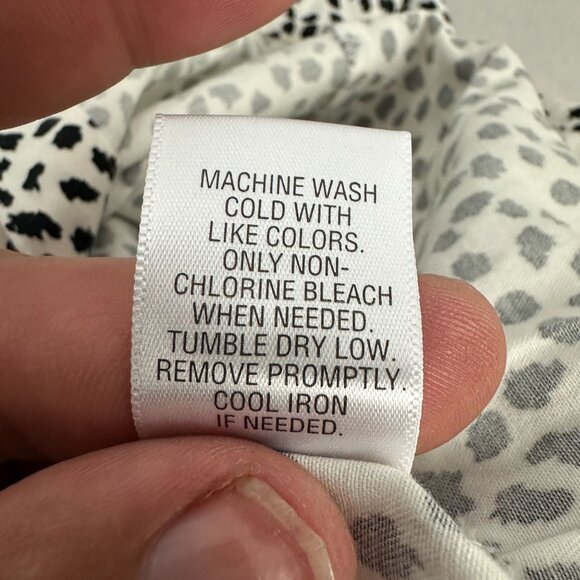 MACHINE WASH
COLD WITH
LIKE COLORS.
ONLY NON-
CHLORINE BLEACH
WHEN NEEDED.
TUMBLE DRY LOW.
REMOVE PROMPTLY.
COOL IRON
IF NEEDED.